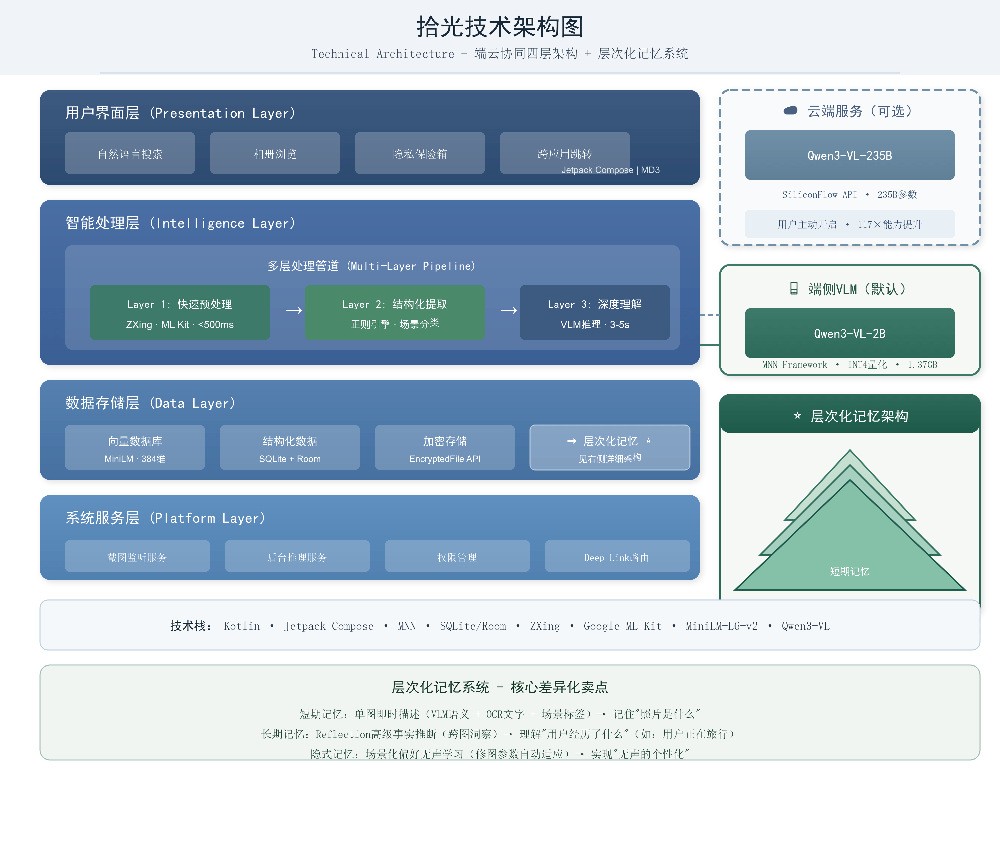 拾光技术架构图
Technical Architecture - 端云协同四层架构 + 层次化记忆系统
用户界面层 (Presentation Layer)
自然语言搜索
相册浏览
隐私保险箱
跨应用跳转
Jetpack Compose | MD3
智能处理层 (Intelligence Layer)
多层处理管道 (Multi-Layer Pipeline)
Layer 1: 快速预处理
ZXing · ML Kit · <500ms
→
Layer 2: 结构化提取
正则引擎 · 场景分类
→
Layer 3: 深度理解
VLM推理 · 3-5s
数据存储层 (Data Layer)
向量数据库
MiniLM · 384维
结构化数据
SQLite + Room
加密存储
EncryptedFile API
→ 层次化记忆 ☆
见右侧详细架构
系统服务层 (Platform Layer)
截图监听服务
后台推理服务
权限管理
Deep Link路由
☁ 云端服务（可选）
Qwen3-VL-235B
SiliconFlow API • 235B参数
用户主动开启 • 117×能力提升
端侧VLM（默认）
Qwen3-VL-2B
MNN Framework • INT4量化 • 1.37GB
☆ 层次化记忆架构
短期记忆
技术栈： Kotlin • Jetpack Compose • MNN • SQLite/Room • ZXing • Google ML Kit • MiniLM-L6-v2 • Qwen3-VL
层次化记忆系统 - 核心差异化卖点
短期记忆：单图即时描述（VLM语义 + OCR文字 + 场景标签）→ 记住"照片是什么"
长期记忆：Reflection高级事实推断（跨图洞察）→ 理解"用户经历了什么"（如：用户正在旅行）
隐式记忆：场景化偏好无声学习（修图参数自动适应）→ 实现"无声的个性化"